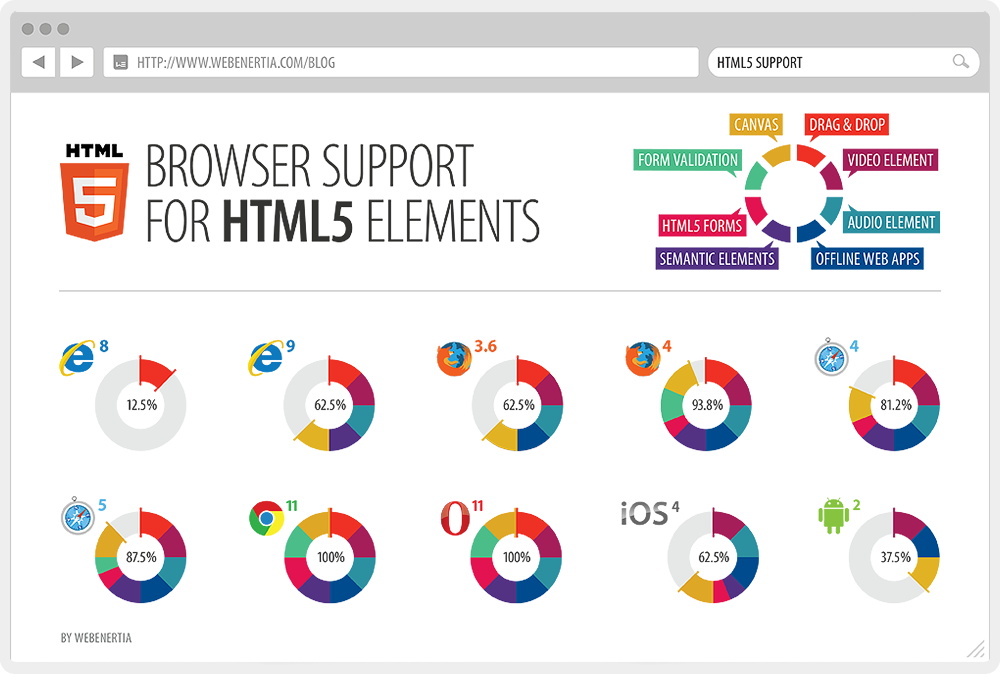 HTTP://WWW.WEBENERTIA.COM/BLOG
HTML5 SUPPORT
HTML
5
BROWSER SUPPORT
FOR HTML5 ELEMENTS
CANVAS
DRAG & DROP
FORM VALIDATION
VIDEO ELEMENT
HTML5 FORMS
AUDIO ELEMENT
SEMANTIC ELEMENTS
OFFLINE WEB APPS
8
12.5%
9
62.5%
3.6
62.5%
4
93.8%
4
81.2%
5
87.5%
11
100%
11
100%
iOS 4
62.5%
2
37.5%
BY WEBENERTIA